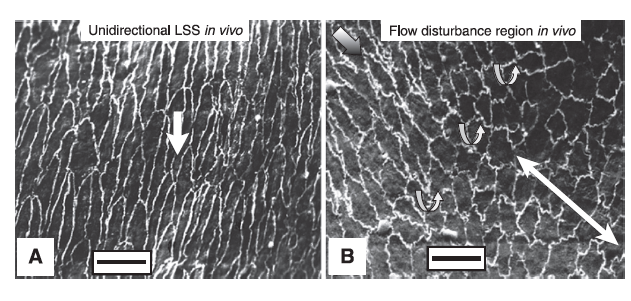 Unidirectional LSS in vivo
Flow disturbance region in vivo
A
B